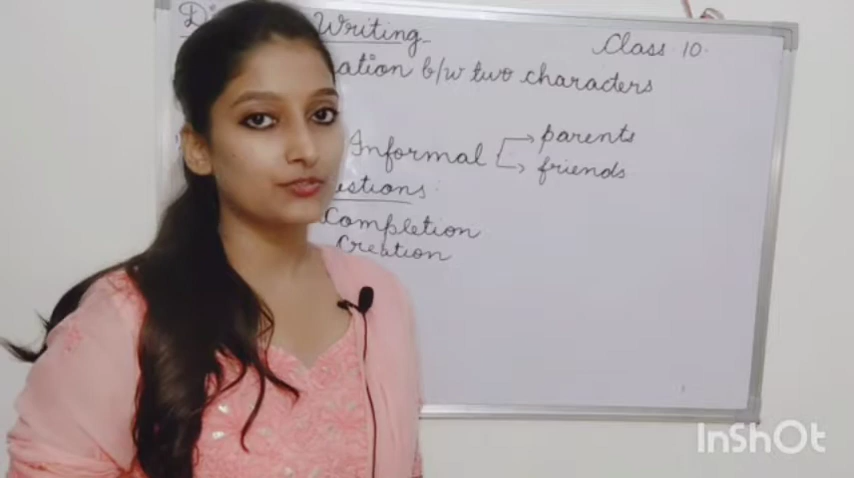 Writing
Class 10.
ation b/w two characters
Informal → parents
→ friends
estions:
Completion
Creation
InShOt